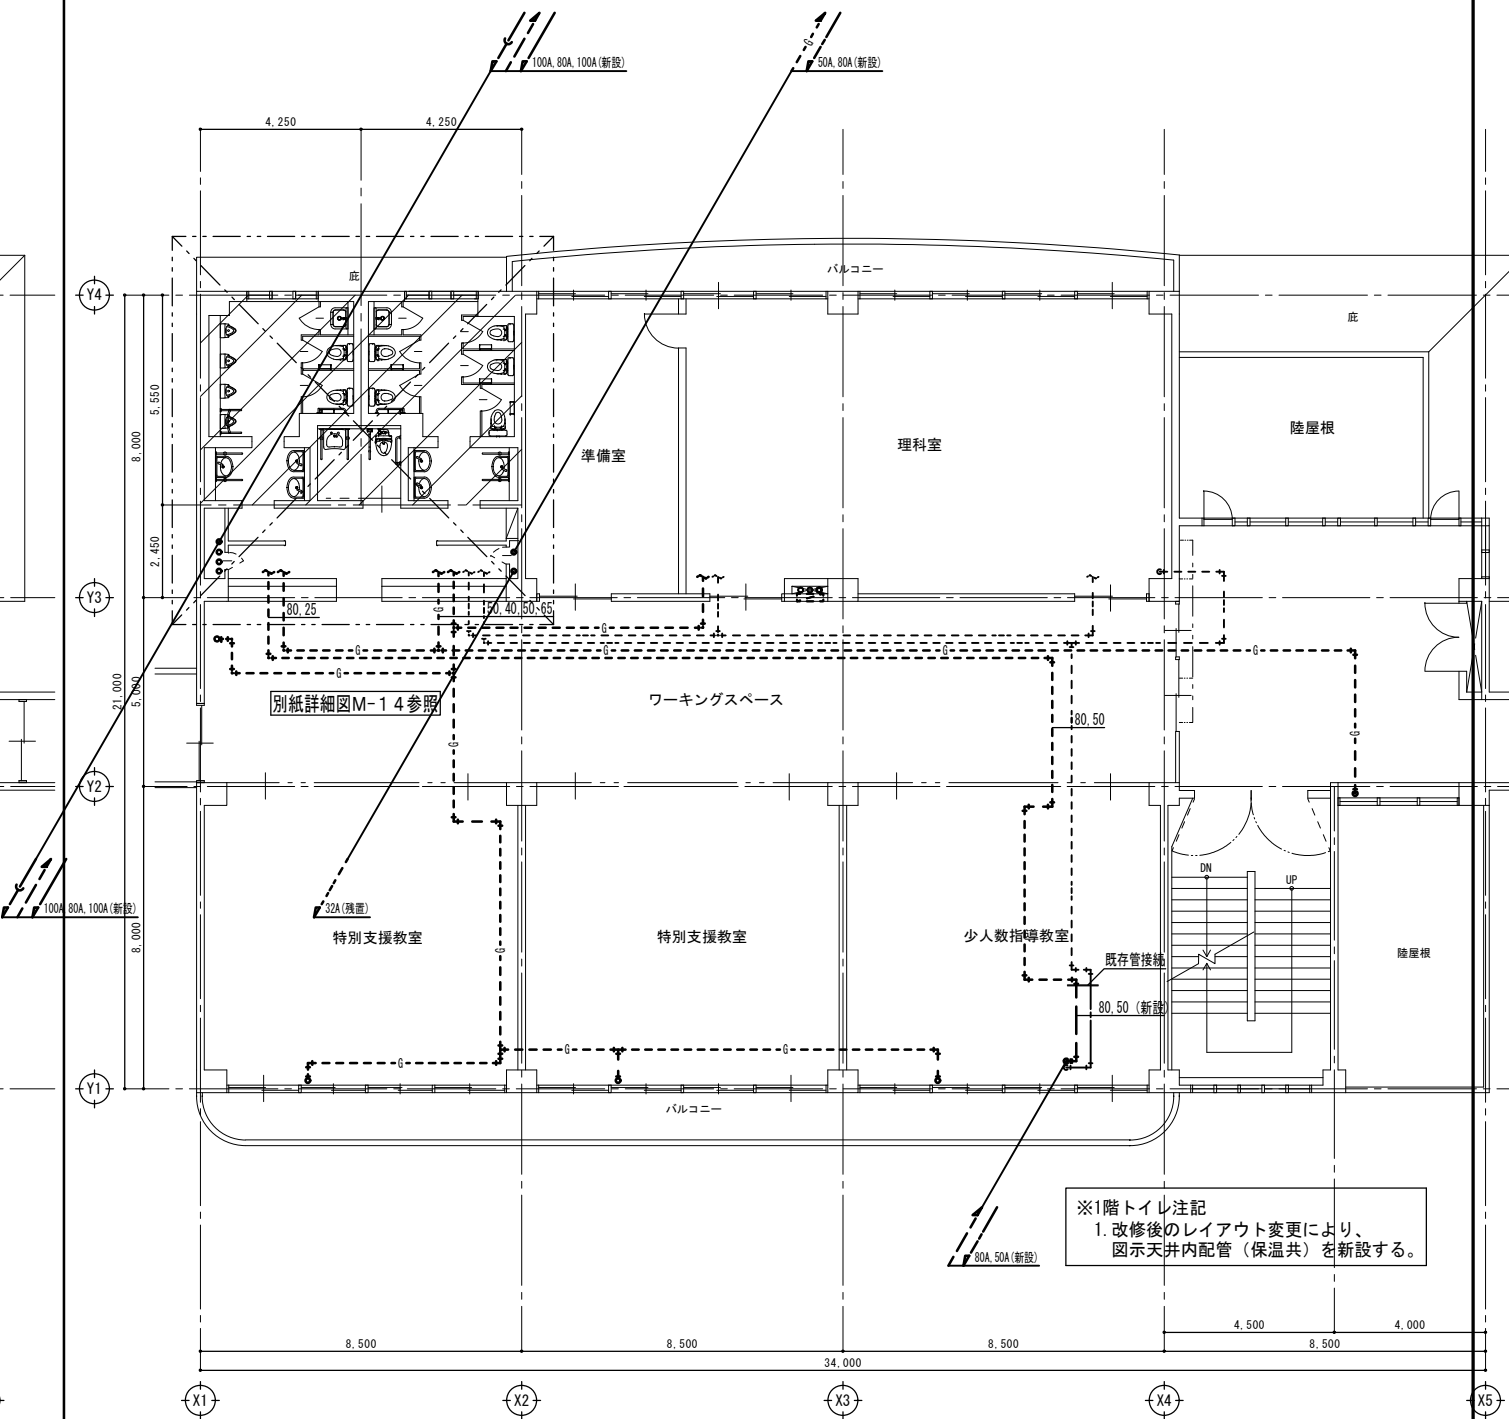 100A, 80A, 100A(新設)
50A, 80A(新設)
G
4,250
4,250
庇
バルコニー
Y4
庇
5,550
8,000
準備室
理科室
陸屋根
2,450
Y3
80,25
50,40,50,65
G
G
G
G
G
G
G
21,000
5,000
別紙詳細図M-14参照
ワーキングスペース
80,50
G
G
Y2
DN
UP
100A, 80A, 100A(新設)
32A(残置)
8,000
特別支援教室
特別支援教室
少人数指導教室
陸屋根
G
既存管接続
80,50 (新設)
G
G
G
Y1
バルコニー
※1階トイレ注記
1. 改修後のレイアウト変更により、
図示天井内配管（保温共）を新設する。
80A, 50A(新設)
4,500
4,000
8,500
8,500
8,500
8,500
34,000
X1
X2
X3
X4
X5